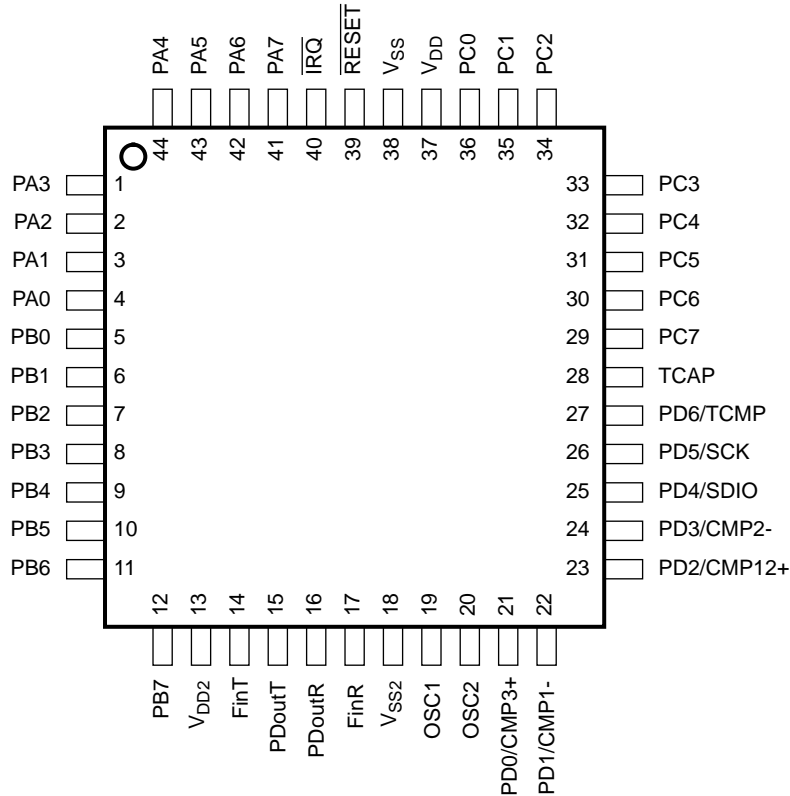 PA4 PA5 PA6 PA7 IRQ RESET VSS VDD PC0 PC1 PC2
44 43 42 41 40 39 38 37 36 35 34
PA3 1 33 PC3
PA2 2 32 PC4
PA1 3 31 PC5
PA0 4 30 PC6
PB0 5 29 PC7
PB1 6 28 TCAP
PB2 7 27 PD6/TCMP
PB3 8 26 PD5/SCK
PB4 9 25 PD4/SDIO
PB5 10 24 PD3/CMP2-
PB6 11 23 PD2/CMP12+
12 13 14 15 16 17 18 19 20 21 22
PB7 VDD2 FinT PDoutT PDoutR FinR VSS2 OSC1 OSC2 PD0/CMP3+ PD1/CMP1-